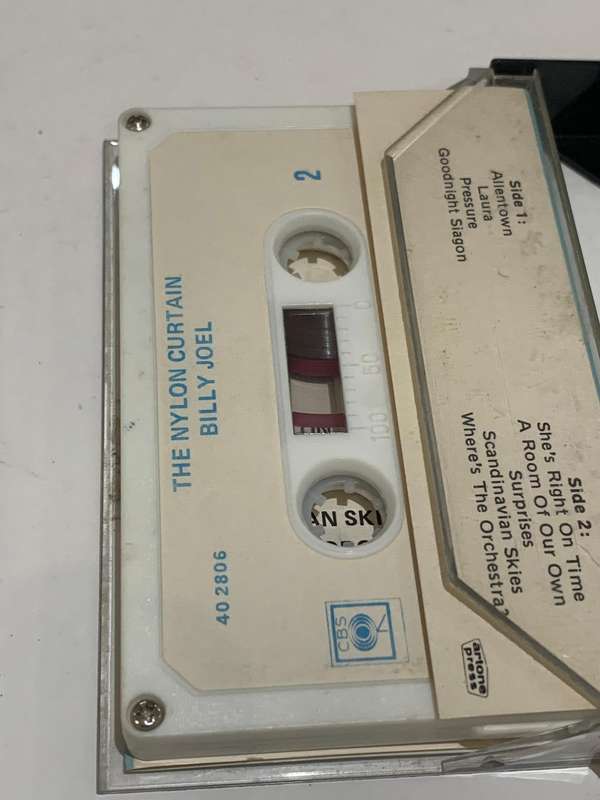 2
THE NYLON CURTAIN
BILLY JOEL
40 2806
CBS
0
50
100
AN SKI
Side 1:
Allentown
Laura
Pressure
Goodnight Siagon
Side 2:
She's Right On Time
A Room Of Our Own
Surprises
Scandinavian Skies
Where's The Orchestra?
artone
press